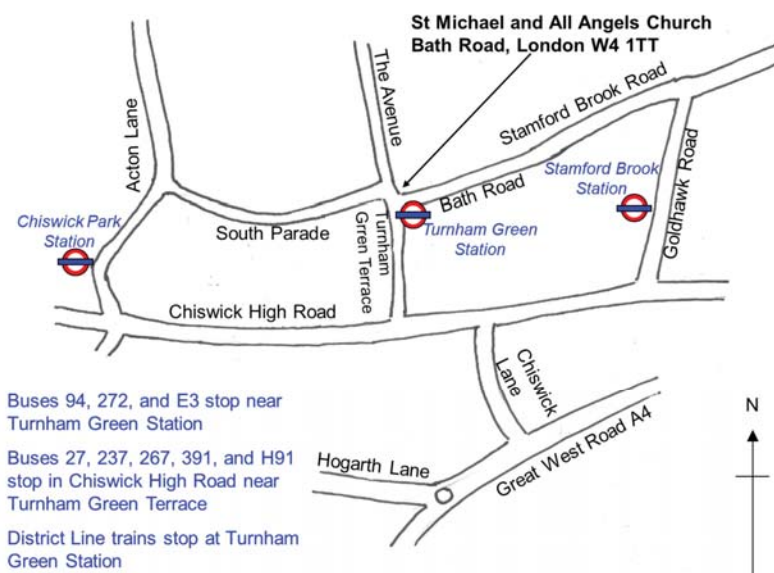 St Michael and All Angels Church
Bath Road, London W4 1TT
The Avenue
Stamford Brook Road
Acton Lane
Stamford Brook
Station
Bath Road
Goldhawk Road
Chiswick Park
Station
South Parade
Turnham
Grren Terrace
Turnham Green
Station
Chiswick High Road
Chiswick
Lane
Buses 94, 272, and E3 stop near
Turnham Green Station
Buses 27, 237, 267, 391, and H91
stop in Chiswick High Road near
Turnham Green Terrace
District Line trains stop at Turnham
Green Station
Hogarth Lane
Great West Road A4
N